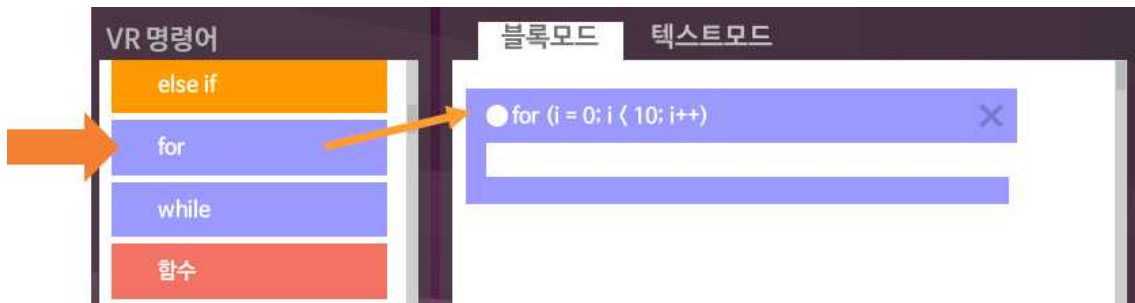 VR 명령어
블록모드 텍스트모드
else if
for
while
함수
for (i = 0; i < 10; i++)